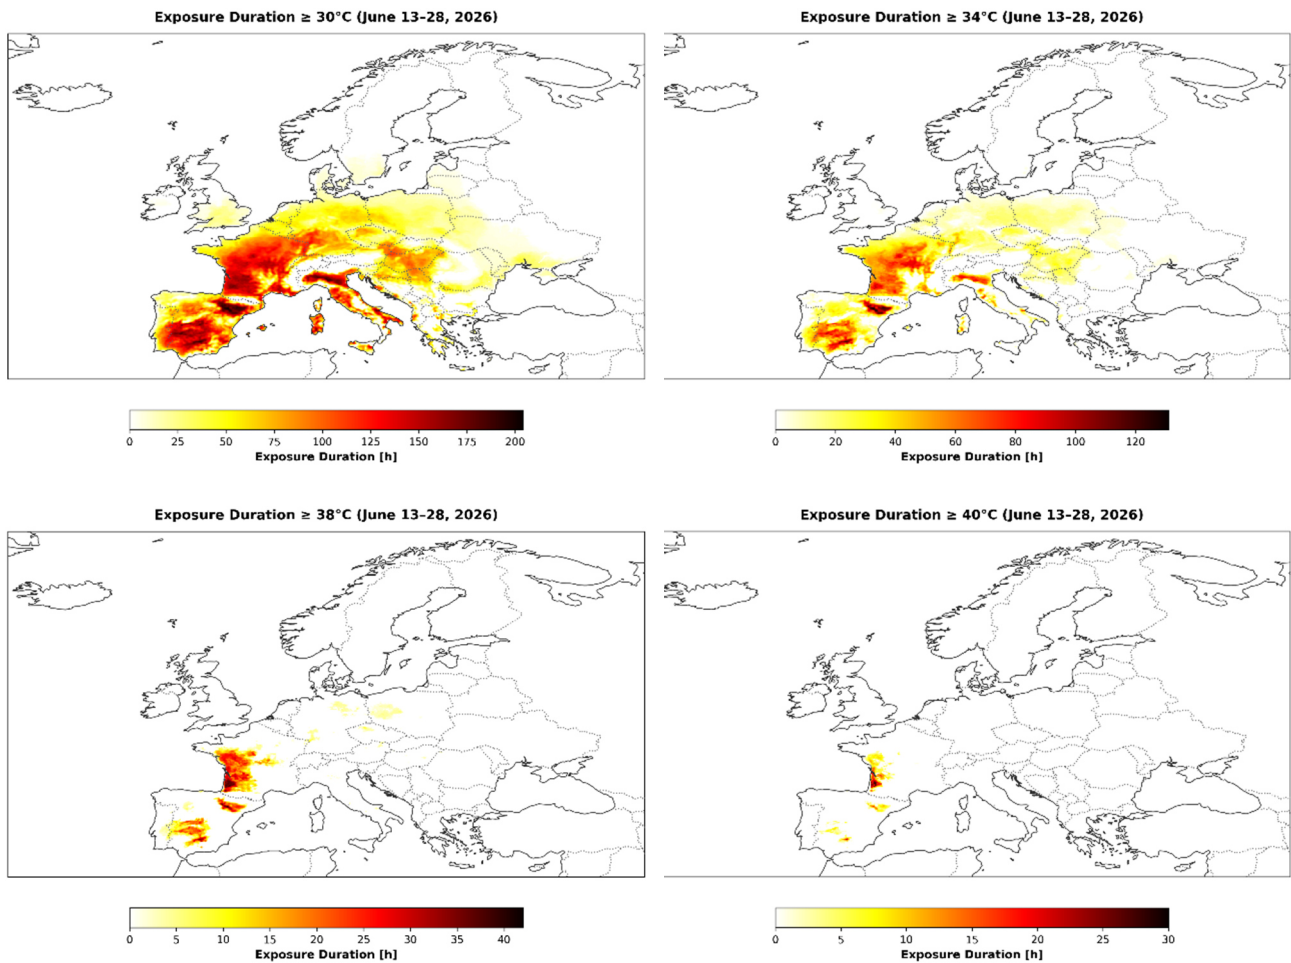 Exposure Duration ≥ 30°C (June 13–28, 2026)
Exposure Duration ≥ 34°C (June 13–28, 2026)
0 25 50 75 100 125 150 175 200
Exposure Duration [h]
0 20 40 60 80 100 120
Exposure Duration [h]
Exposure Duration ≥ 38°C (June 13–28, 2026)
Exposure Duration ≥ 40°C (June 13–28, 2026)
0 5 10 15 20 25 30 35 40
Exposure Duration [h]
0 5 10 15 20 25 30
Exposure Duration [h]